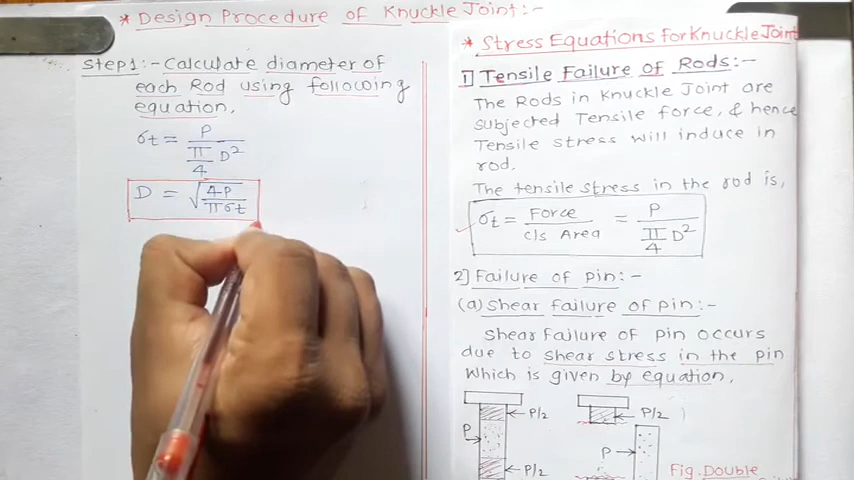 * Design Procedure of Knuckle Joint:-
Step1:- Calculate diameter of
each Rod using following
equation.
σt = P / (π/4 D²)
D = √(4P / πσt)
* Stress Equations For Knuckle Joint
1] Tensile Failure of Rods:-
The Rods in Knuckle Joint are
subjected Tensile force, & hence
Tensile stress will induce in
rod.
The tensile stress in the rod is,
σt = Force / c/s Area = P / (π/4 D²)
2] Failure of pin:-
(a) Shear failure of pin:-
Shear Failure of pin occurs
due to shear stress in the pin
Which is given by equation,
P/2 P/2
P P
P/2 Fig. Double